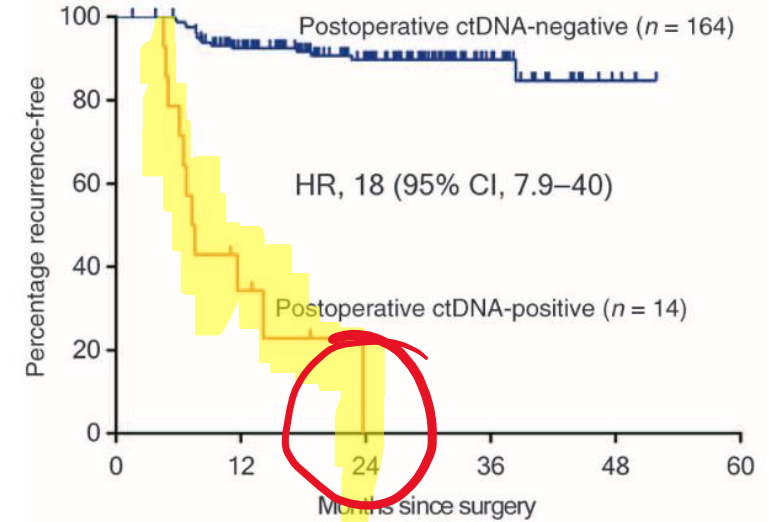 Percentage recurrence-free
100
80
60
40
20
0
Postoperative ctDNA-negative (n = 164)
HR, 18 (95% CI, 7.9–40)
Postoperative ctDNA-positive (n = 14)
0 12 24 36 48 60
Months since surgery